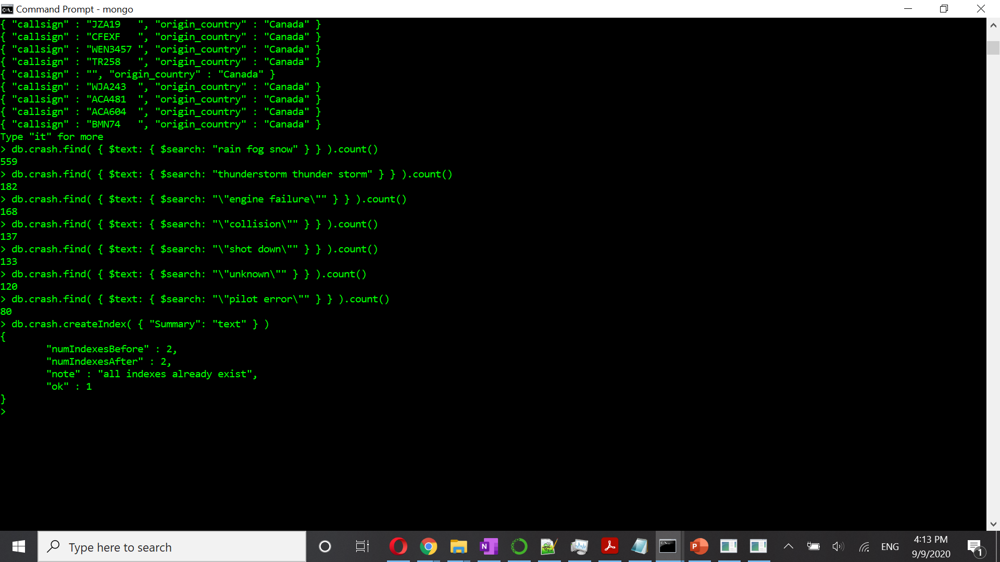 Command Prompt - mongo
{ "callsign" : "JZA19   ", "origin_country" : "Canada" }
{ "callsign" : "CFEXF   ", "origin_country" : "Canada" }
{ "callsign" : "WEN3457 ", "origin_country" : "Canada" }
{ "callsign" : "TR258   ", "origin_country" : "Canada" }
{ "callsign" : "", "origin_country" : "Canada" }
{ "callsign" : "WJA243  ", "origin_country" : "Canada" }
{ "callsign" : "ACA481  ", "origin_country" : "Canada" }
{ "callsign" : "ACA604  ", "origin_country" : "Canada" }
{ "callsign" : "BMN74   ", "origin_country" : "Canada" }
Type "it" for more
> db.crash.find( { $text: { $search: "rain fog snow" } } ).count()
559
> db.crash.find( { $text: { $search: "thunderstorm thunder storm" } } ).count()
182
> db.crash.find( { $text: { $search: "\"engine failure\"" } } ).count()
168
> db.crash.find( { $text: { $search: "\"collision\"" } } ).count()
137
> db.crash.find( { $text: { $search: "\"shot down\"" } } ).count()
133
> db.crash.find( { $text: { $search: "\"unknown\"" } } ).count()
120
> db.crash.find( { $text: { $search: "\"pilot error\"" } } ).count()
80
> db.crash.createIndex( { "Summary": "text" } )
{
        "numIndexesBefore" : 2,
        "numIndexesAfter" : 2,
        "note" : "all indexes already exist",
        "ok" : 1
}
>
Type here to search
ENG
4:13 PM
9/9/2020
1